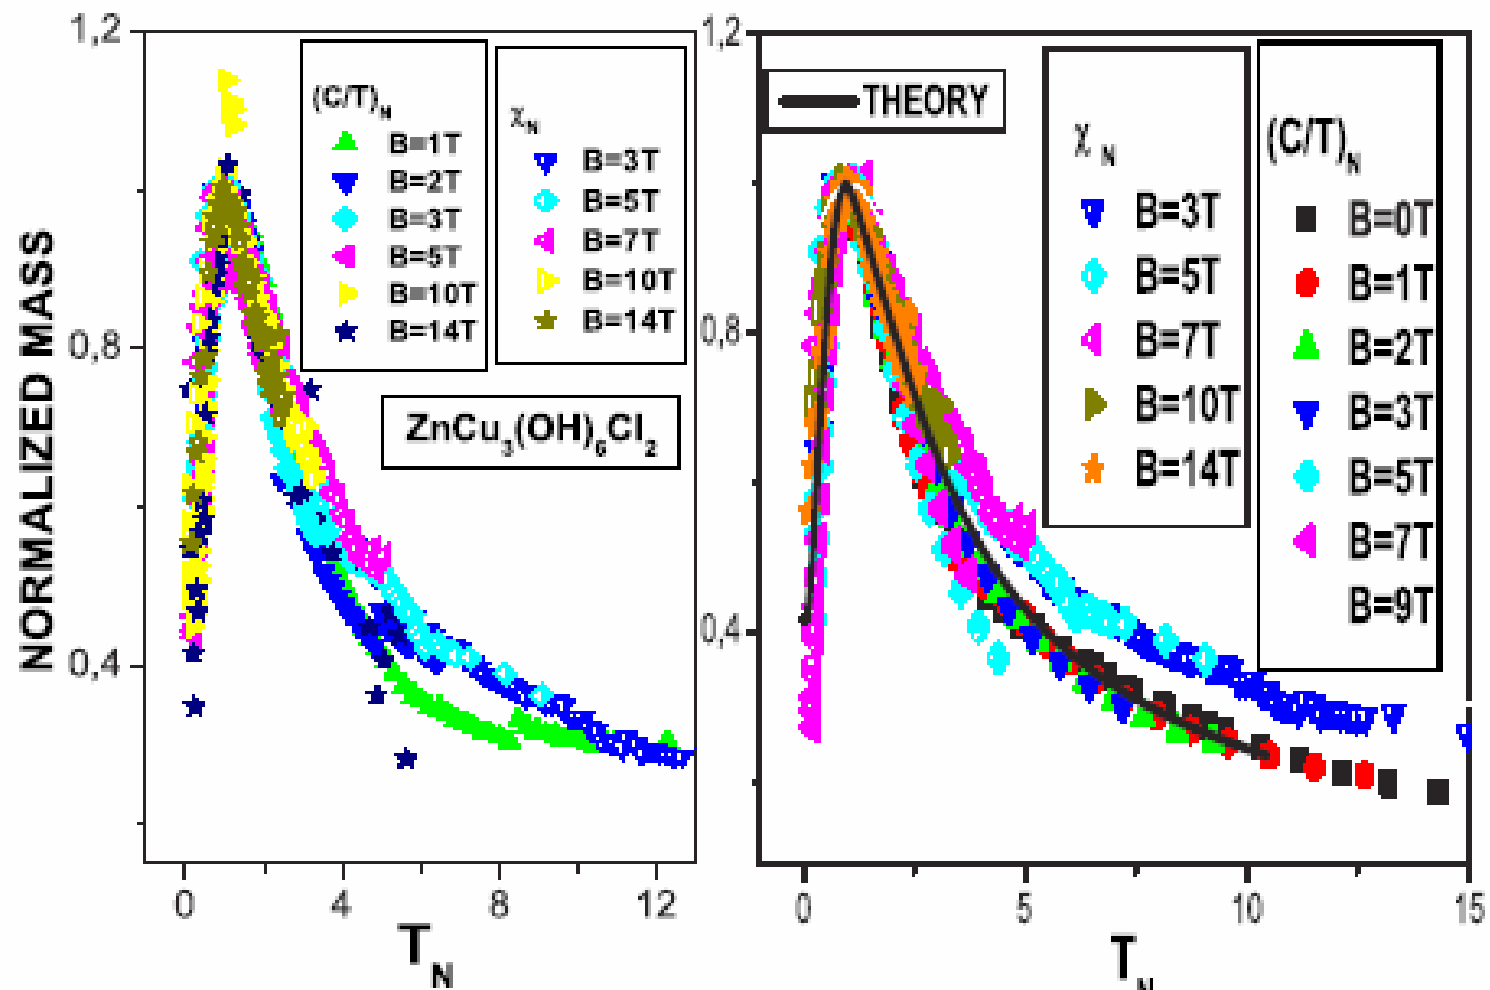 NORMALIZED MASS
1,2
0,8
0,4
(C/T)N
B=1T
B=2T
B=3T
B=5T
B=10T
B=14T
χN
B=3T
B=5T
B=7T
B=10T
B=14T
ZnCu3(OH)6Cl2
0
4
8
12
TN
1,2
0,8
0,4
THEORY
χN
B=3T
B=5T
B=7T
B=10T
B=14T
(C/T)N
B=0T
B=1T
B=2T
B=3T
B=5T
B=7T
B=9T
0
5
10
15
TN